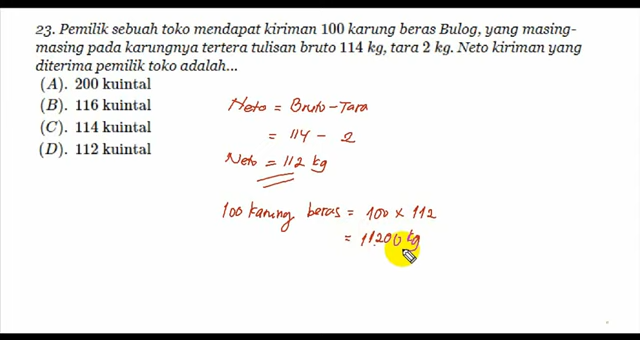 23. Pemilik sebuah toko mendapat kiriman 100 karung beras Bulog, yang masing-
masing pada karungnya tertera tulisan bruto 114 kg, tara 2 kg. Neto kiriman yang
diterima pemilik toko adalah...
(A). 200 kuintal
(B). 116 kuintal
(C). 114 kuintal
(D). 112 kuintal
Neto = Bruto - Tara
= 114 - 2
Neto = 112 kg
100 karung beras = 100 × 112
= 11.200 kg